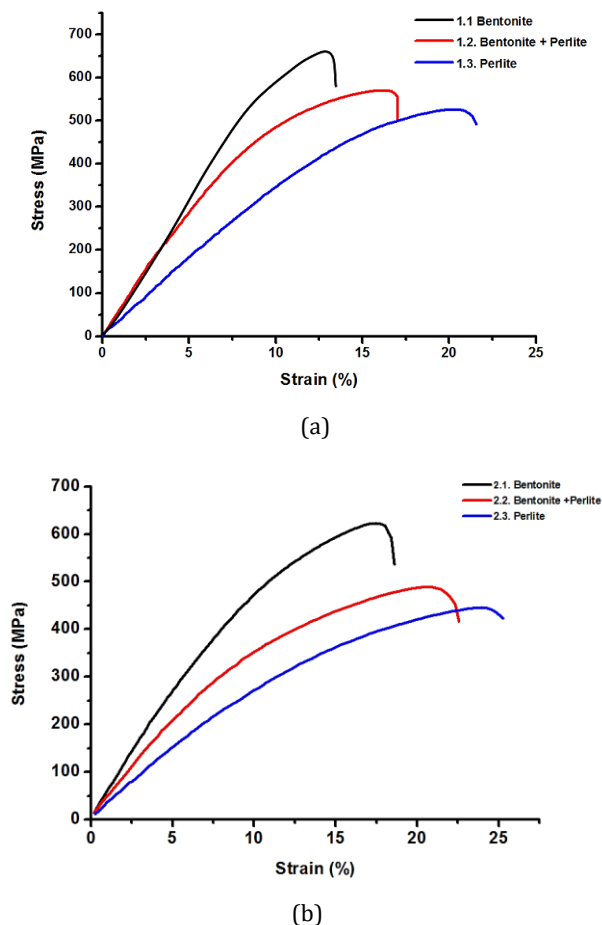 700
600
500
400
300
200
100
0
Stress (MPa)
1.1 Bentonite
1.2. Bentonite + Perlite
1.3. Perlite
0 5 10 15 20 25
Strain (%)
(a)
700
600
500
400
300
200
100
0
Stress (MPa)
2.1. Bentonite
2.2. Bentonite +Perlite
2.3. Perlite
0 5 10 15 20 25
Strain (%)
(b)